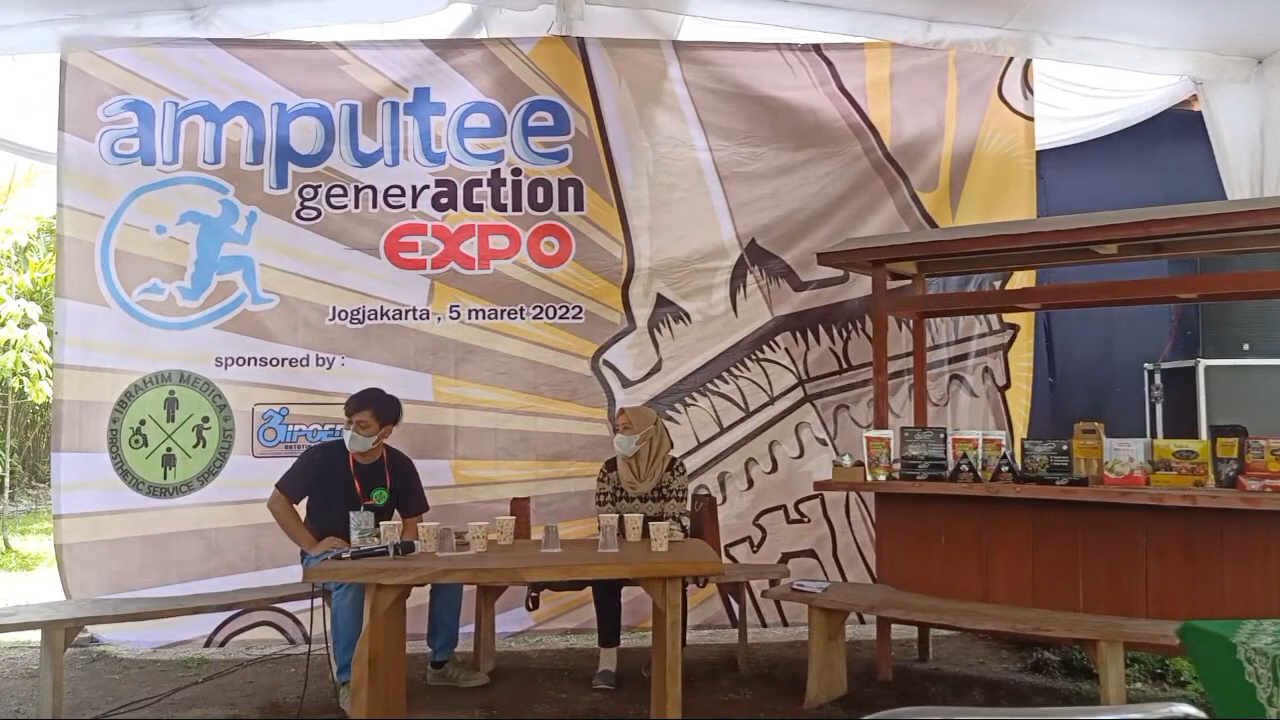 amputee
generaction
EXPO
Jogjakarta , 5 maret 2022
sponsored by :
IBRAHIM MEDICA
PROSTHETIC SERVICE SPECIALIST